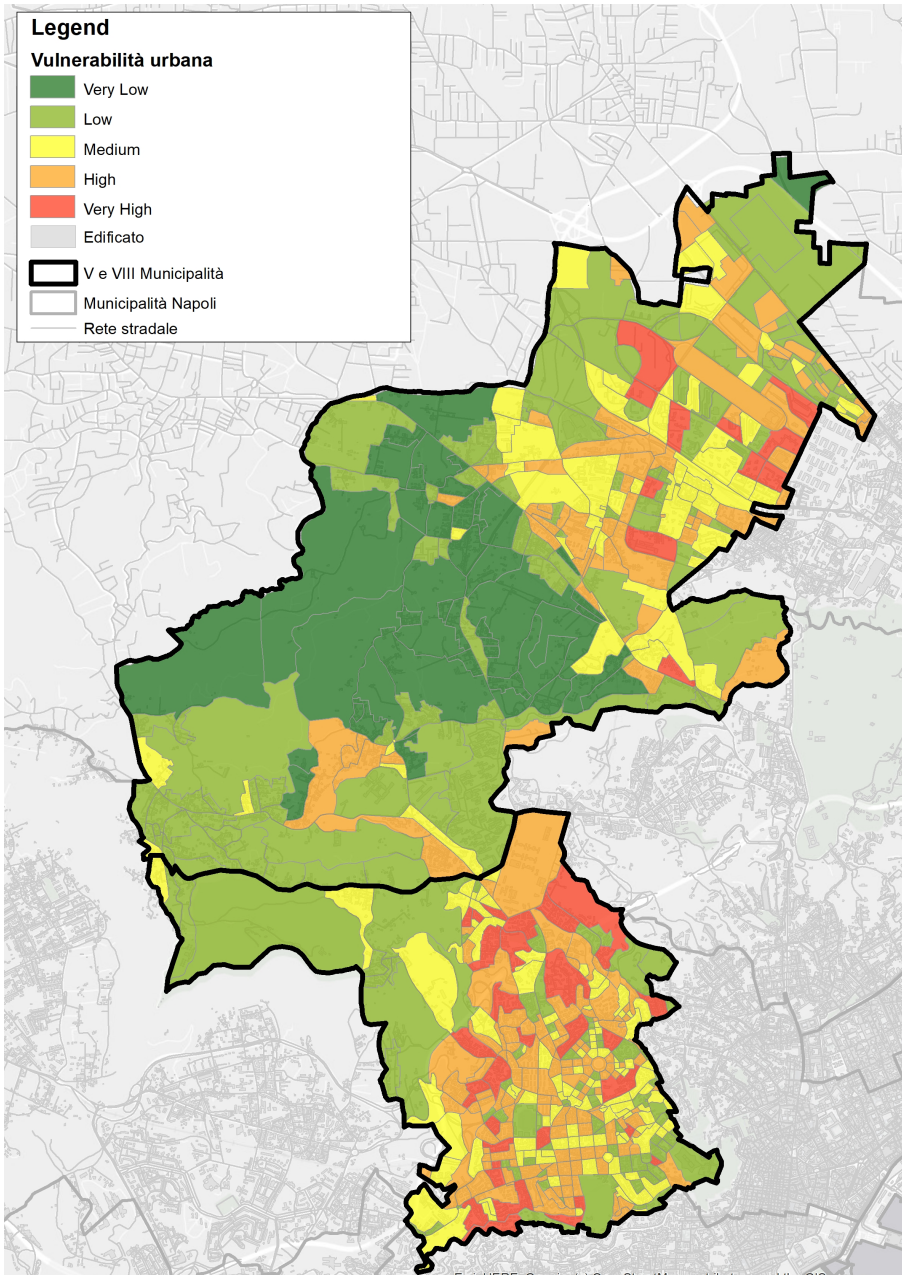 Legend
Vulnerabilità urbana
Very Low
Low
Medium
High
Very High
Edificato
V e VIII Municipalità
Municipalità Napoli
Rete stradale